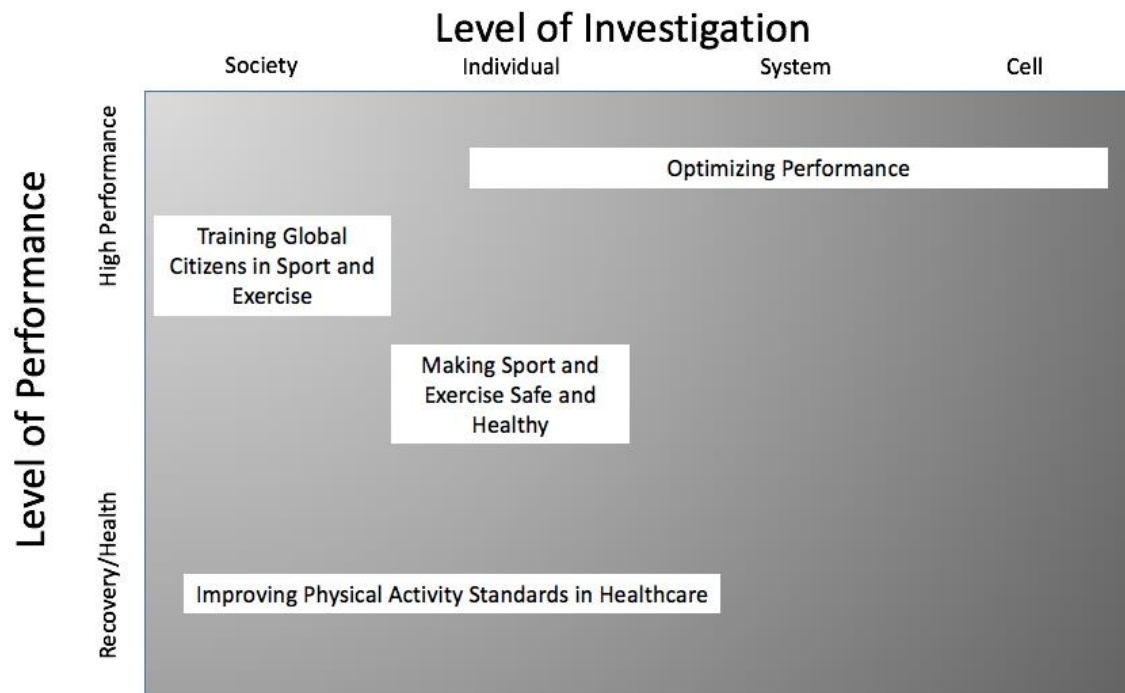 Level of Investigation
Society Individual System Cell
Level of Performance
High Performance
Optimizing Performance
Training Global
Citizens in Sport and
Exercise
Making Sport and
Exercise Safe and
Healthy
Recovery/Health
Improving Physical Activity Standards in Healthcare